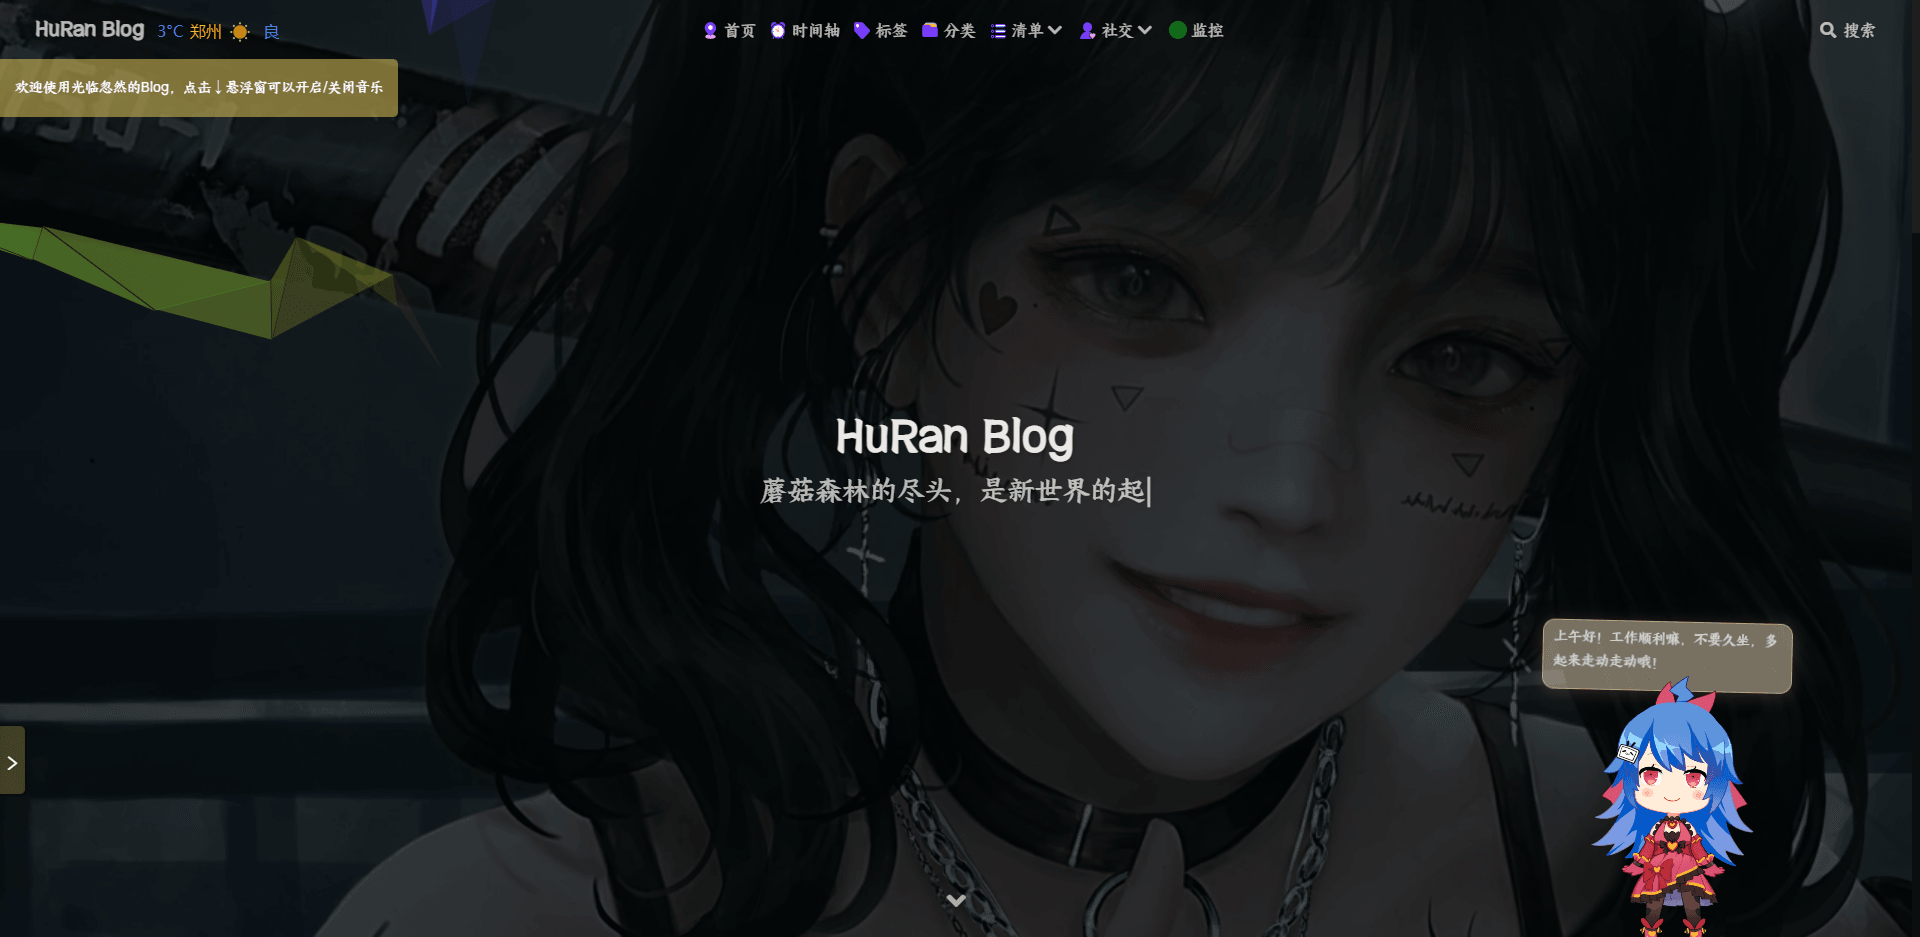 HuRan Blog 3°C 郑州 良
首页 时间轴 标签 分类 清单 社交 监控
搜索
欢迎使用光临忽然的Blog，点击↓悬浮窗可以开启/关闭音乐
HuRan Blog
蘑菇森林的尽头，是新世界的起
上午好！工作顺利嘛，不要久坐，多
起来走动走动哦！